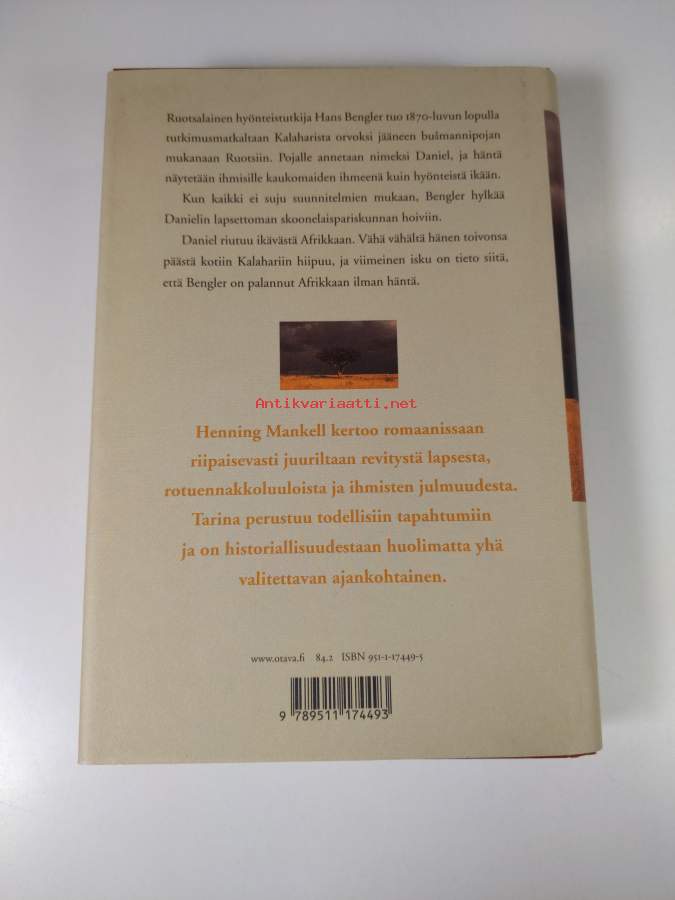 Ruotsalainen hyönteistutkija Hans Bengler tuo 1870-luvun lopulla
tutkimusmatkaltaan Kalaharista orvoksi jääneen bušmannipojan
mukanaan Ruotsiin. Pojalle annetaan nimeksi Daniel, ja häntä
näytetään ihmisille kaukomaiden ihmeenä kuin hyönteistä ikään.
Kun kaikki ei suju suunnitelmien mukaan, Bengler hylkää
Danielin lapsettoman skoonelaispariskunnan hoiviin.
Daniel riutuu ikävästä Afrikkaan. Vähä vähältä hänen toivonsa
päästä kotiin Kalahariin hiipuu, ja viimeinen isku on tieto siitä,
että Bengler on palannut Afrikkaan ilman häntä.
Antikvariaatti.net
Henning Mankell kertoo romaanissaan
riipaisevasti juuriltaan revitystä lapsesta,
rotuennakkoluuloista ja ihmisten julmuudesta.
Tarina perustuu todellisiin tapahtumiin
ja on historiallisuudestaan huolimatta yhä
valitettavan ajankohtainen.
www.otava.fi 84.2 ISBN 951-1-17449-5
9 789511 174493